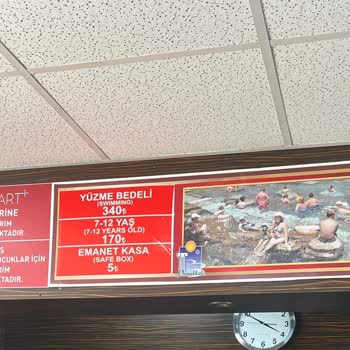 ART+
ERİNE
RİM
KTADIR
Ş
OCUKLAR İÇİN
RİM
KTADIR.
YÜZME BEDELİ
(SWIMMING)
340₺
7-12 YAŞ
(7-12 YEARS OLD)
170₺
EMANET KASA
(SAFE BOX)
5₺